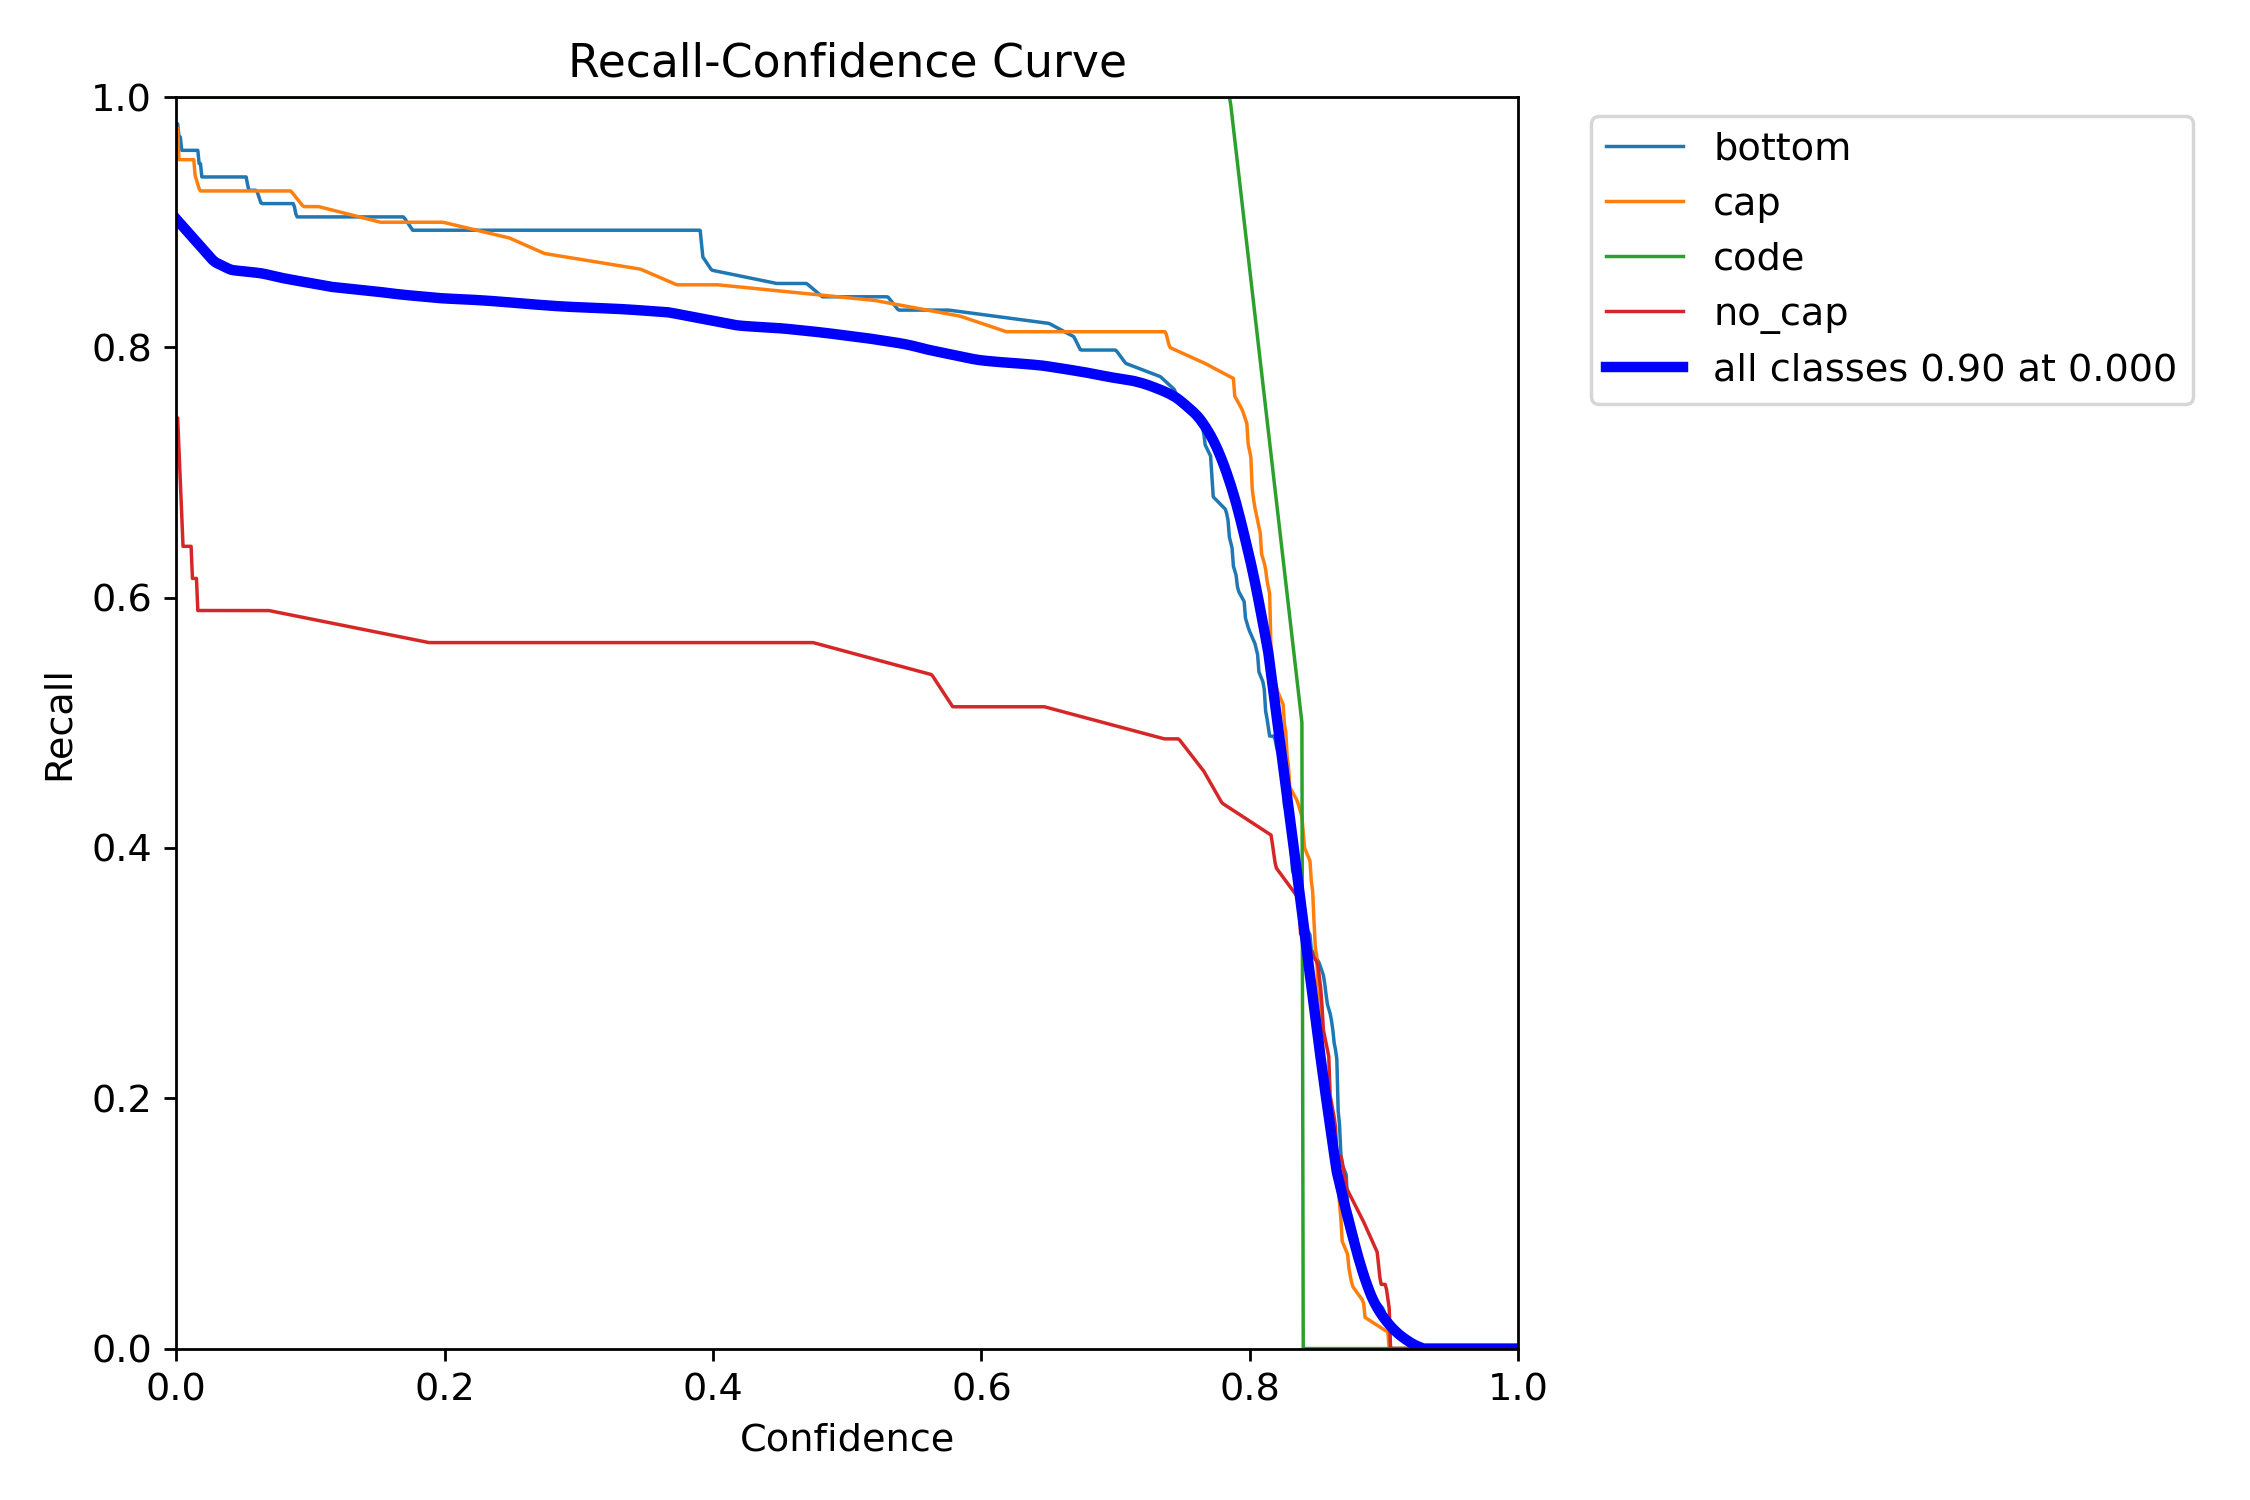 Recall-Confidence Curve
1.0
0.8
0.6
0.4
0.2
0.0
Recall
0.0 0.2 0.4 0.6 0.8 1.0
Confidence
bottom
cap
code
no_cap
all classes 0.90 at 0.000